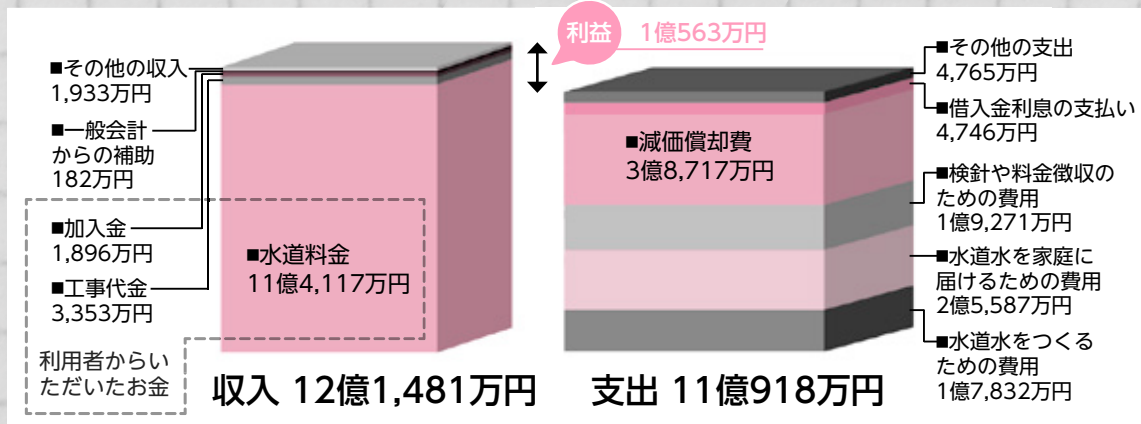 利益 1億563万円
■その他の収入
1,933万円
■一般会計
からの補助
182万円
■加入金
1,896万円
■工事代金
3,353万円
利用者からい
ただいたお金
■水道料金
11億4,117万円
収入 12億1,481万円
■減価償却費
3億8,717万円
■その他の支出
4,765万円
■借入金利息の支払い
4,746万円
■検針や料金徴収の
ための費用
1億9,271万円
■水道水を家庭に
届けるための費用
2億5,587万円
■水道水をつくる
ための費用
1億7,832万円
支出 11億918万円